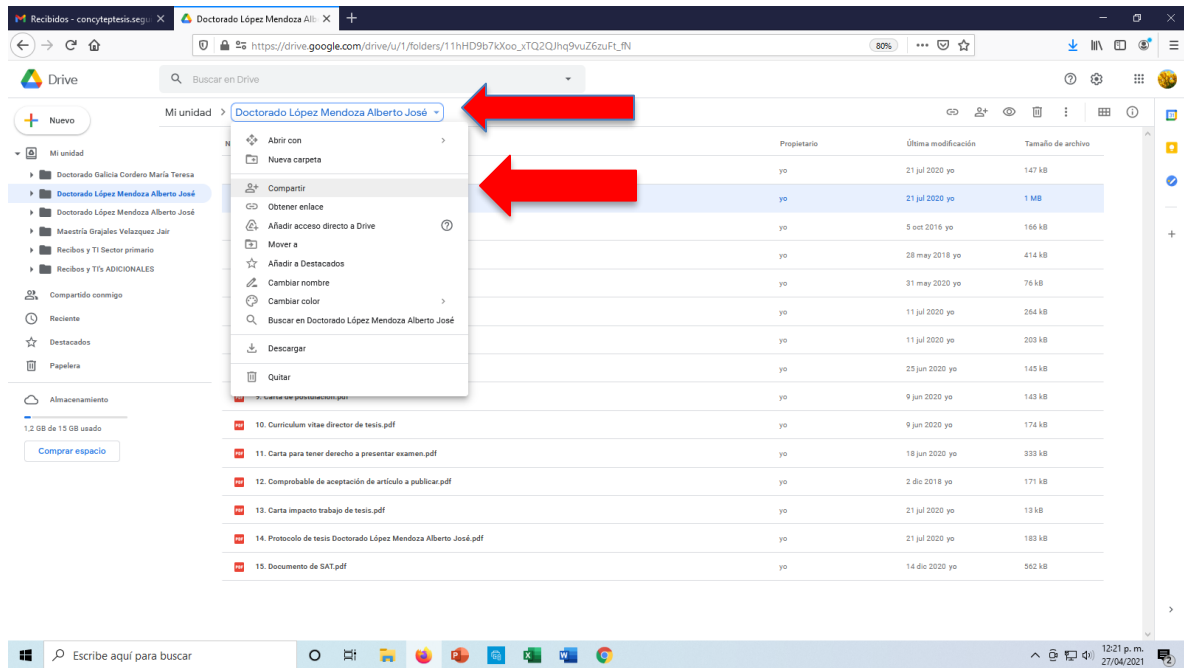 Recibidos - concyteptesis.segu
Doctorado López Mendoza Alb
https://drive.google.com/drive/u/1/folders/11hHD9b7kXoo_xTQ2QJhq9vuZ6zuFt_fN
80%
Drive
Buscar en Drive
Nuevo
Mi unidad > Doctorado López Mendoza Alberto José
Mi unidad
Doctorado Galicia Cordero María Teresa
Doctorado López Mendoza Alberto José
Doctorado López Mendoza Alberto José
Maestría Grajales Velazquez Jair
Recibos y TI Sector primario
Recibos y TI's ADICIONALES
Compartido conmigo
Reciente
Destacados
Papelera
Almacenamiento
1,2 GB de 15 GB usado
Comprar espacio
Abrir con
Nueva carpeta
Compartir
Obtener enlace
Añadir acceso directo a Drive
Mover a
Añadir a Destacados
Cambiar nombre
Cambiar color
Buscar en Doctorado López Mendoza Alberto José
Descargar
Quitar
N Propietario Última modificación Tamaño de archivo
yo 21 jul 2020 yo 147 kB
yo 21 jul 2020 yo 1 MB
yo 5 oct 2016 yo 166 kB
yo 28 may 2018 yo 414 kB
yo 31 may 2020 yo 76 kB
yo 11 jul 2020 yo 264 kB
yo 11 jul 2020 yo 203 kB
yo 25 jun 2020 yo 145 kB
9. Carta de postulación.pdf yo 9 jun 2020 yo 143 kB
10. Curriculum vitae director de tesis.pdf yo 9 jun 2020 yo 174 kB
11. Carta para tener derecho a presentar examen.pdf yo 18 jun 2020 yo 333 kB
12. Comprobable de aceptación de artículo a publicar.pdf yo 2 dic 2018 yo 171 kB
13. Carta impacto trabajo de tesis.pdf yo 21 jul 2020 yo 13 kB
14. Protocolo de tesis Doctorado López Mendoza Alberto José.pdf yo 21 jul 2020 yo 183 kB
15. Documento de SAT.pdf yo 14 dic 2020 yo 562 kB
Escribe aquí para buscar
12:21 p. m.
27/04/2021